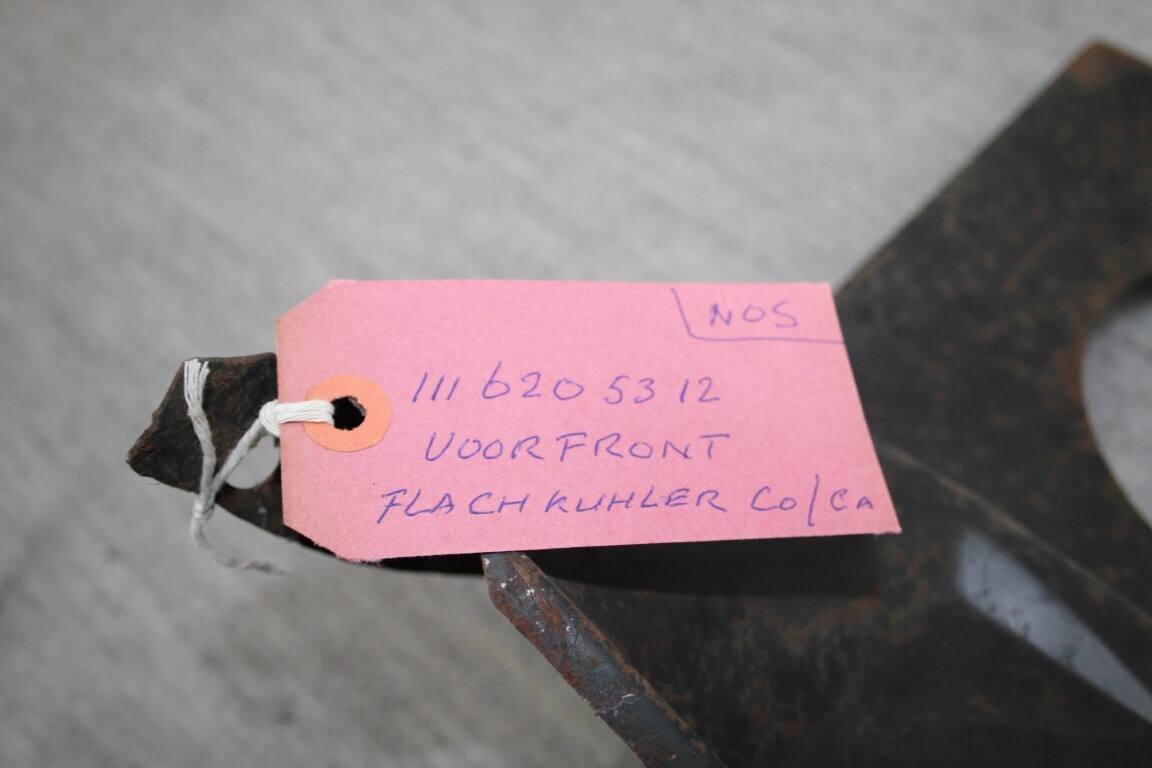 NOS
111 620 53 12
VOORFRONT
FLACHKUHLER Co/Ca